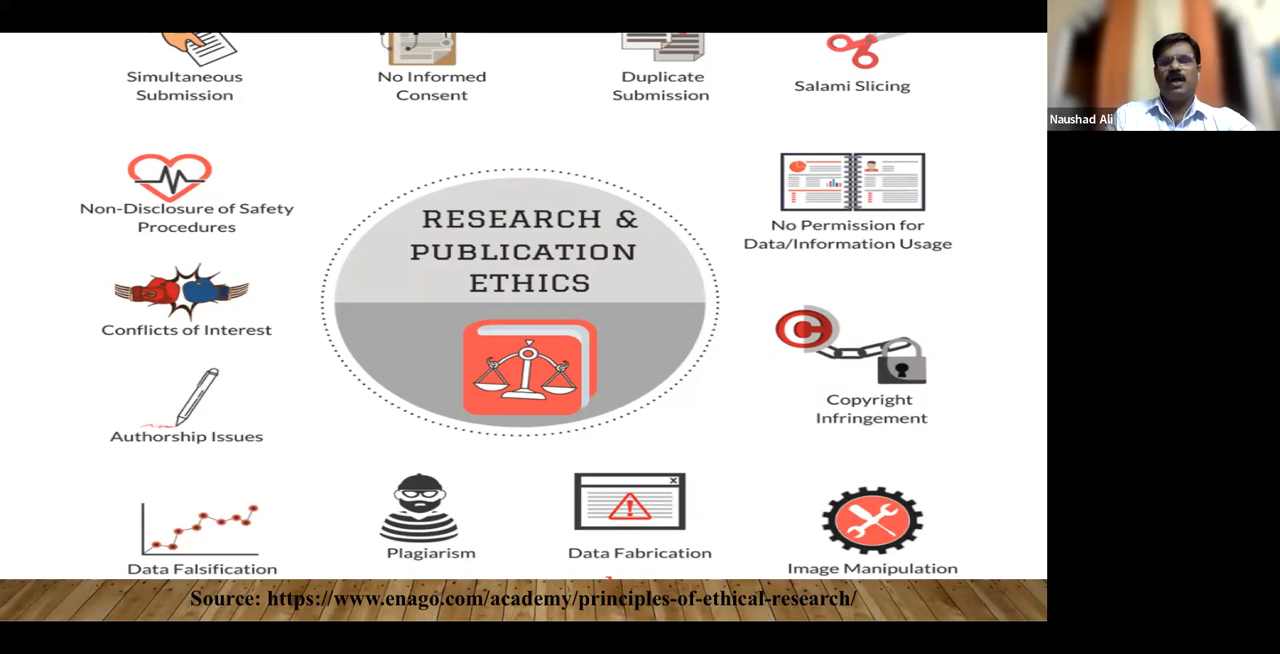 Simultaneous
Submission
No Informed
Consent
Duplicate
Submission
Salami Slicing
Naushad Ali
Non-Disclosure of Safety
Procedures
RESEARCH &
PUBLICATION
ETHICS
No Permission for
Data/Information Usage
Conflicts of Interest
Copyright
Infringement
Authorship Issues
Plagiarism
Data Fabrication
Data Falsification
Image Manipulation
Source: https://www.enago.com/academy/principles-of-ethical-research/